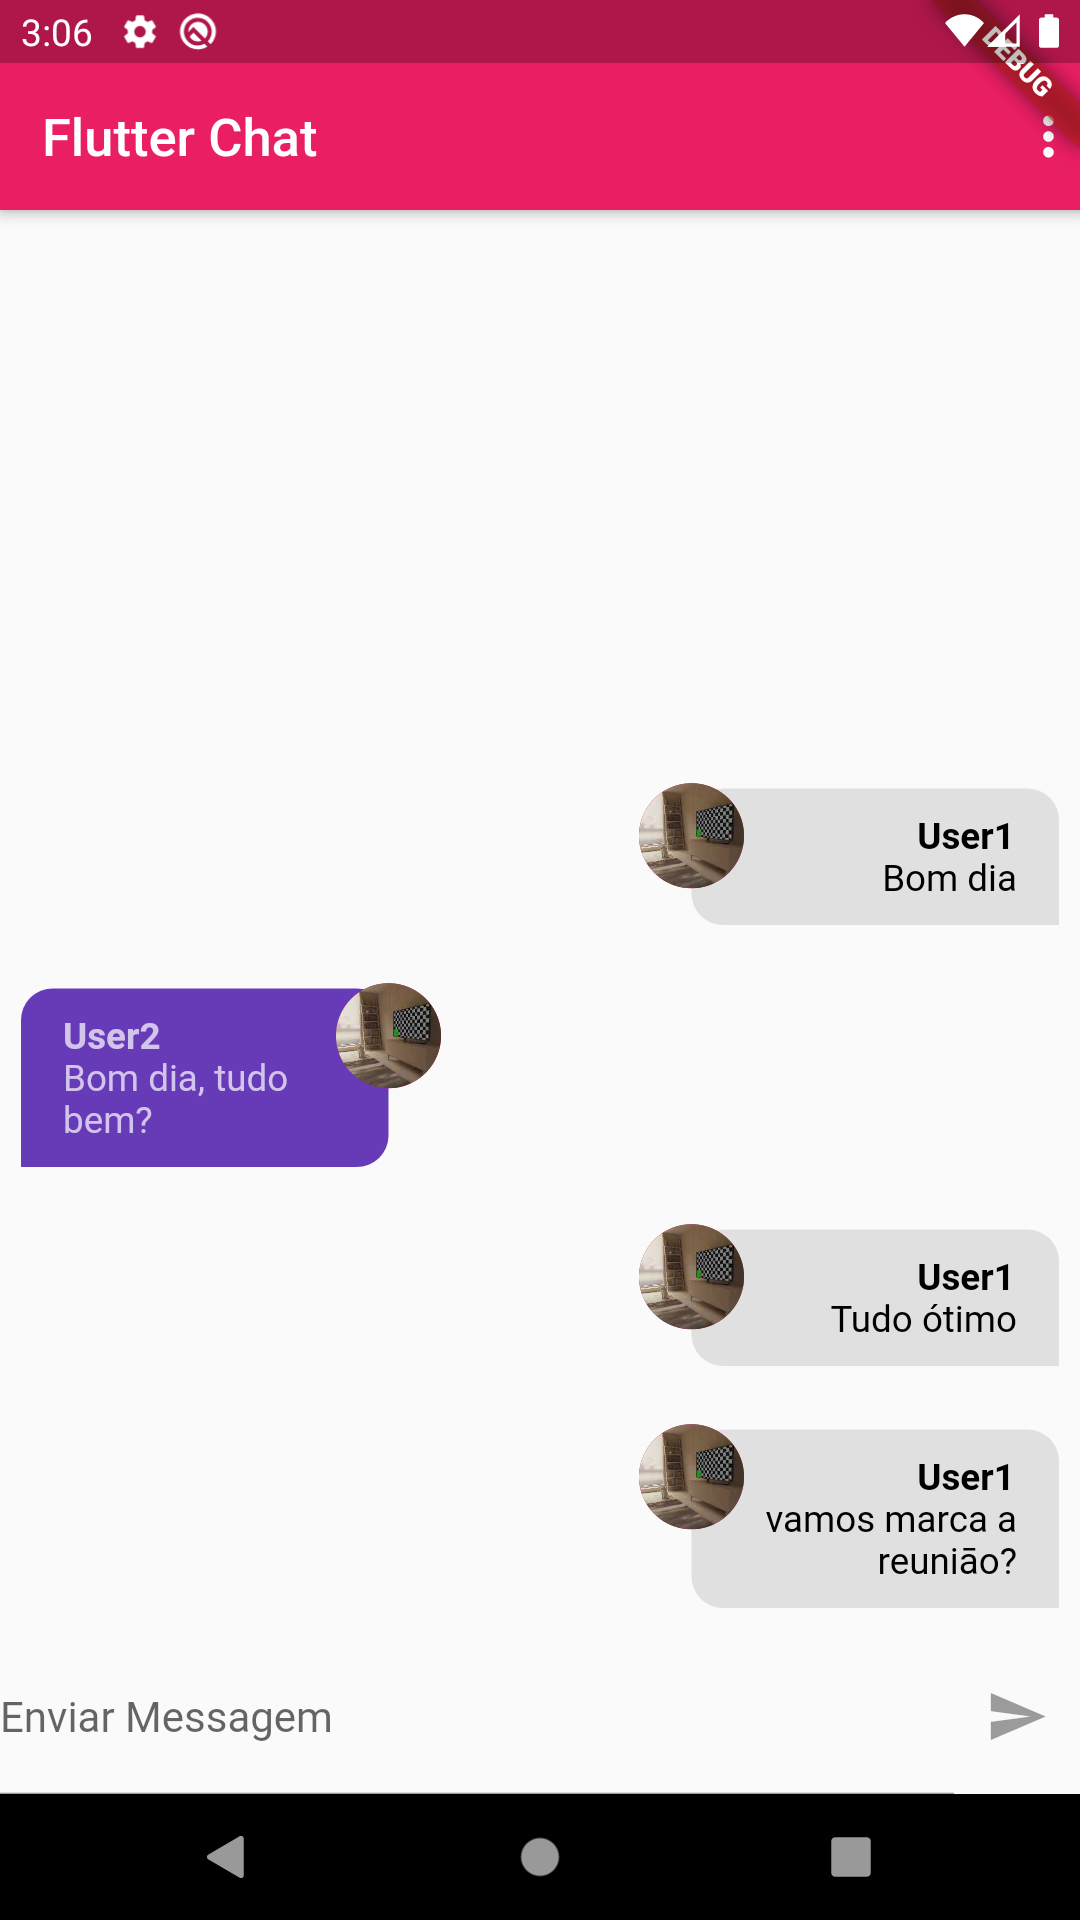 3:06
DEBUG
Flutter Chat
User1
Bom dia
User2
Bom dia, tudo
bem?
User1
Tudo ótimo
User1
vamos marca a
reunião?
Enviar Messagem